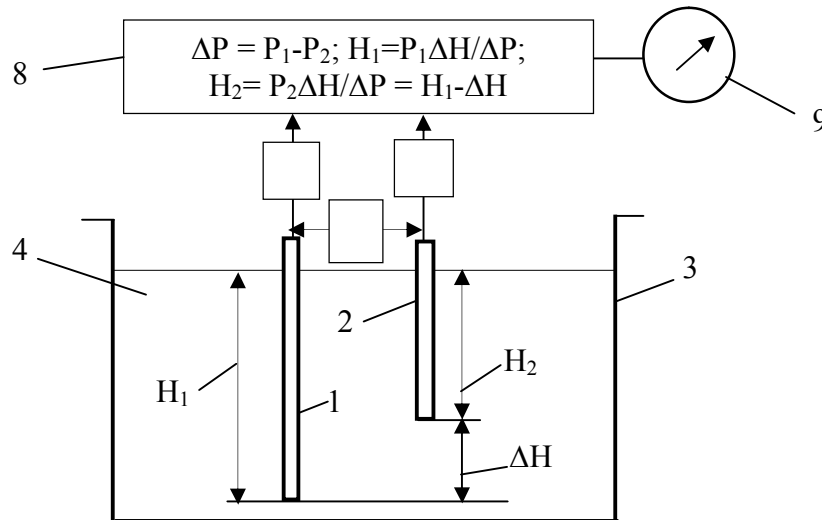 ΔP = P₁-P₂; H₁=P₁ΔH/ΔP;
H₂= P₂ΔH/ΔP = H₁-ΔH
8
9
4
3
2
H₁
H₂
1
ΔH